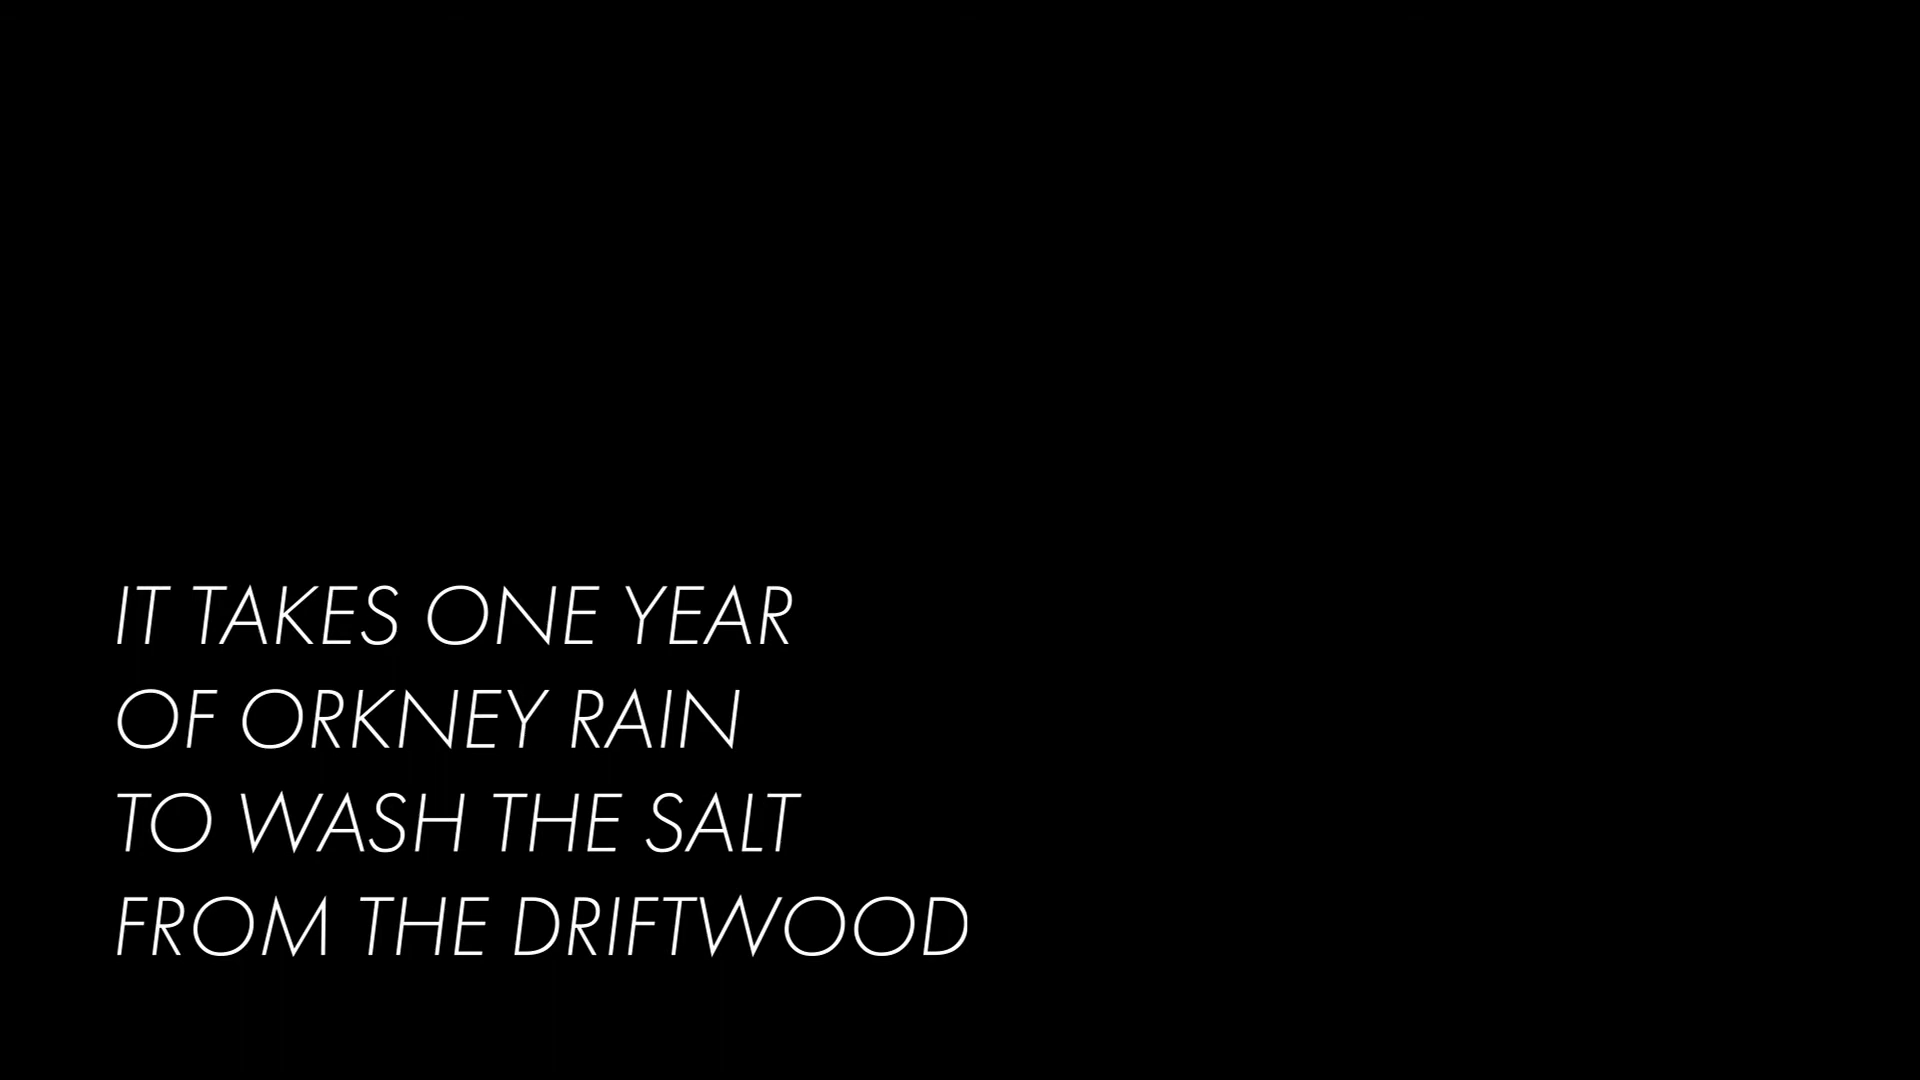 IT TAKES ONE YEAR
OF ORKNEY RAIN
TO WASH THE SALT
FROM THE DRIFTWOOD